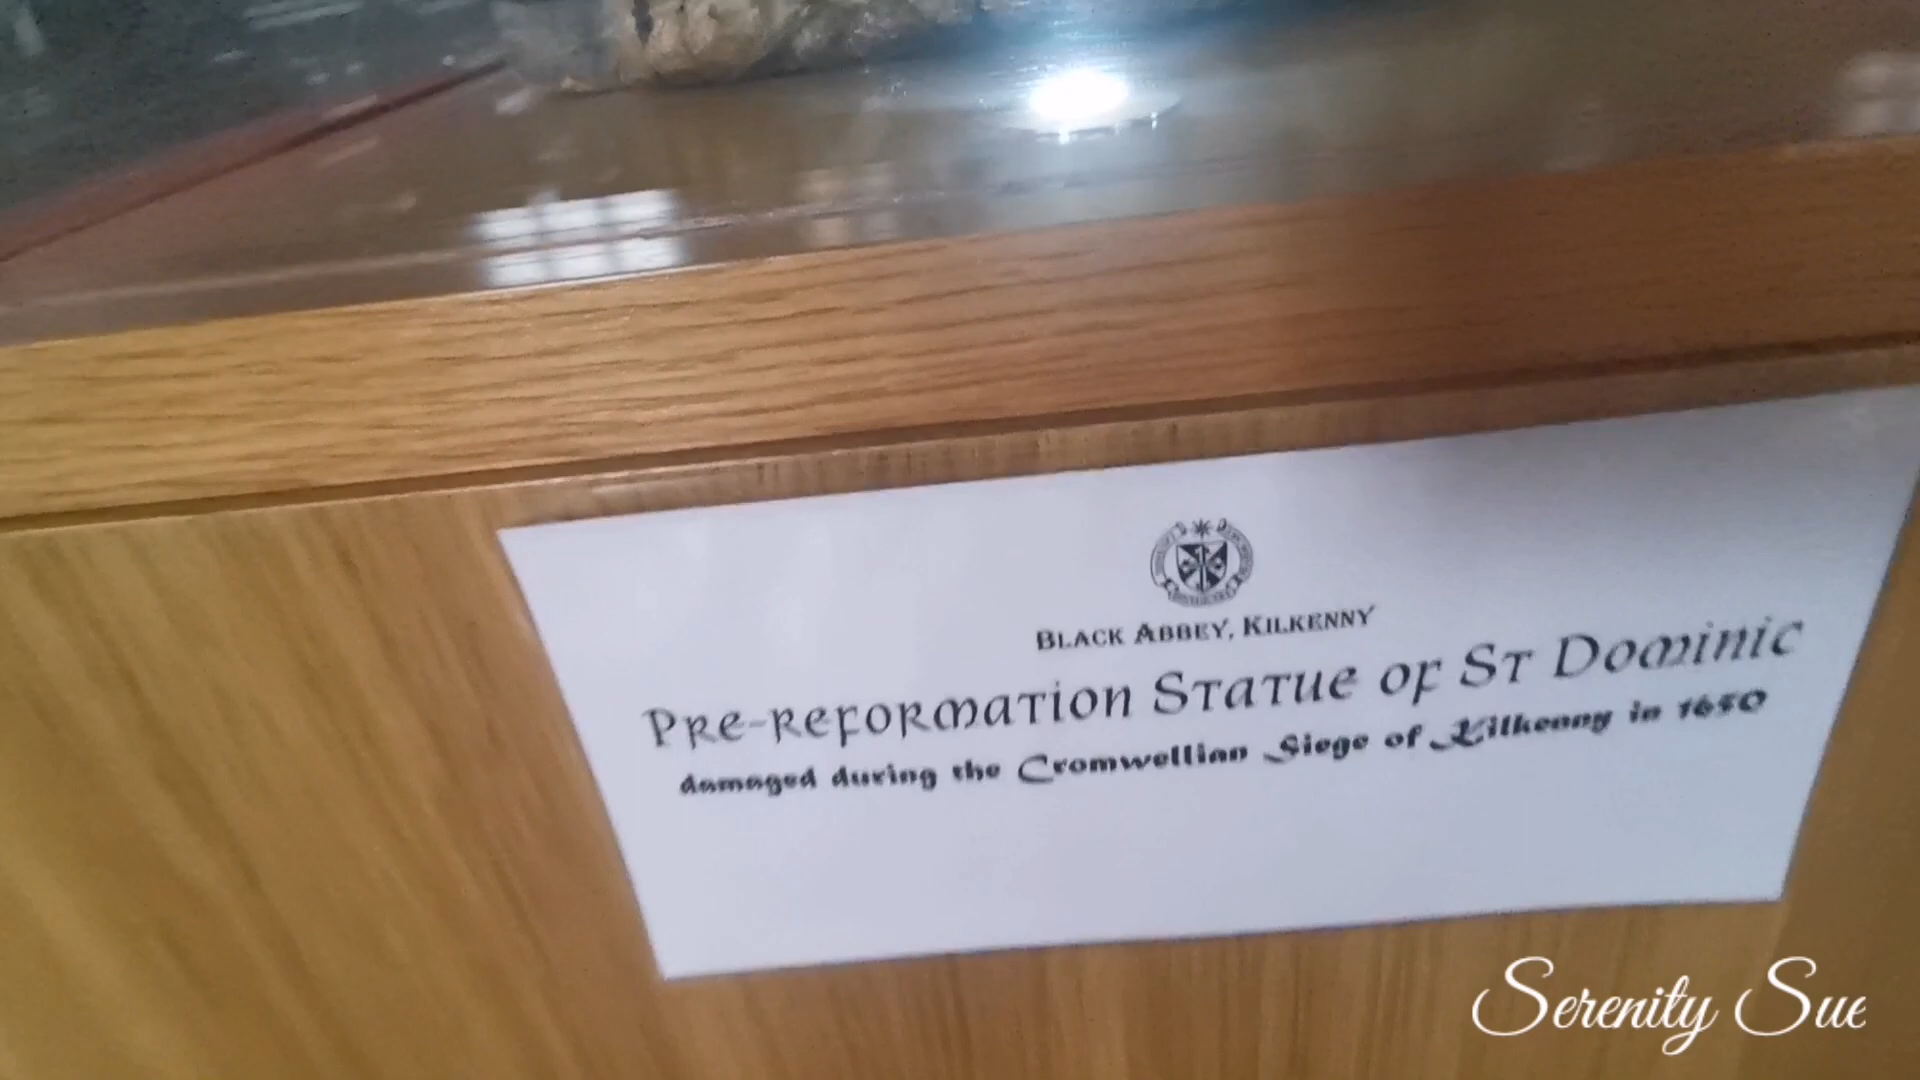 Black Abbey, Kilkenny
Pre-reformation Statue of St Dominic
damaged during the Cromwellian Siege of Kilkenny in 1650
Serenity Sue